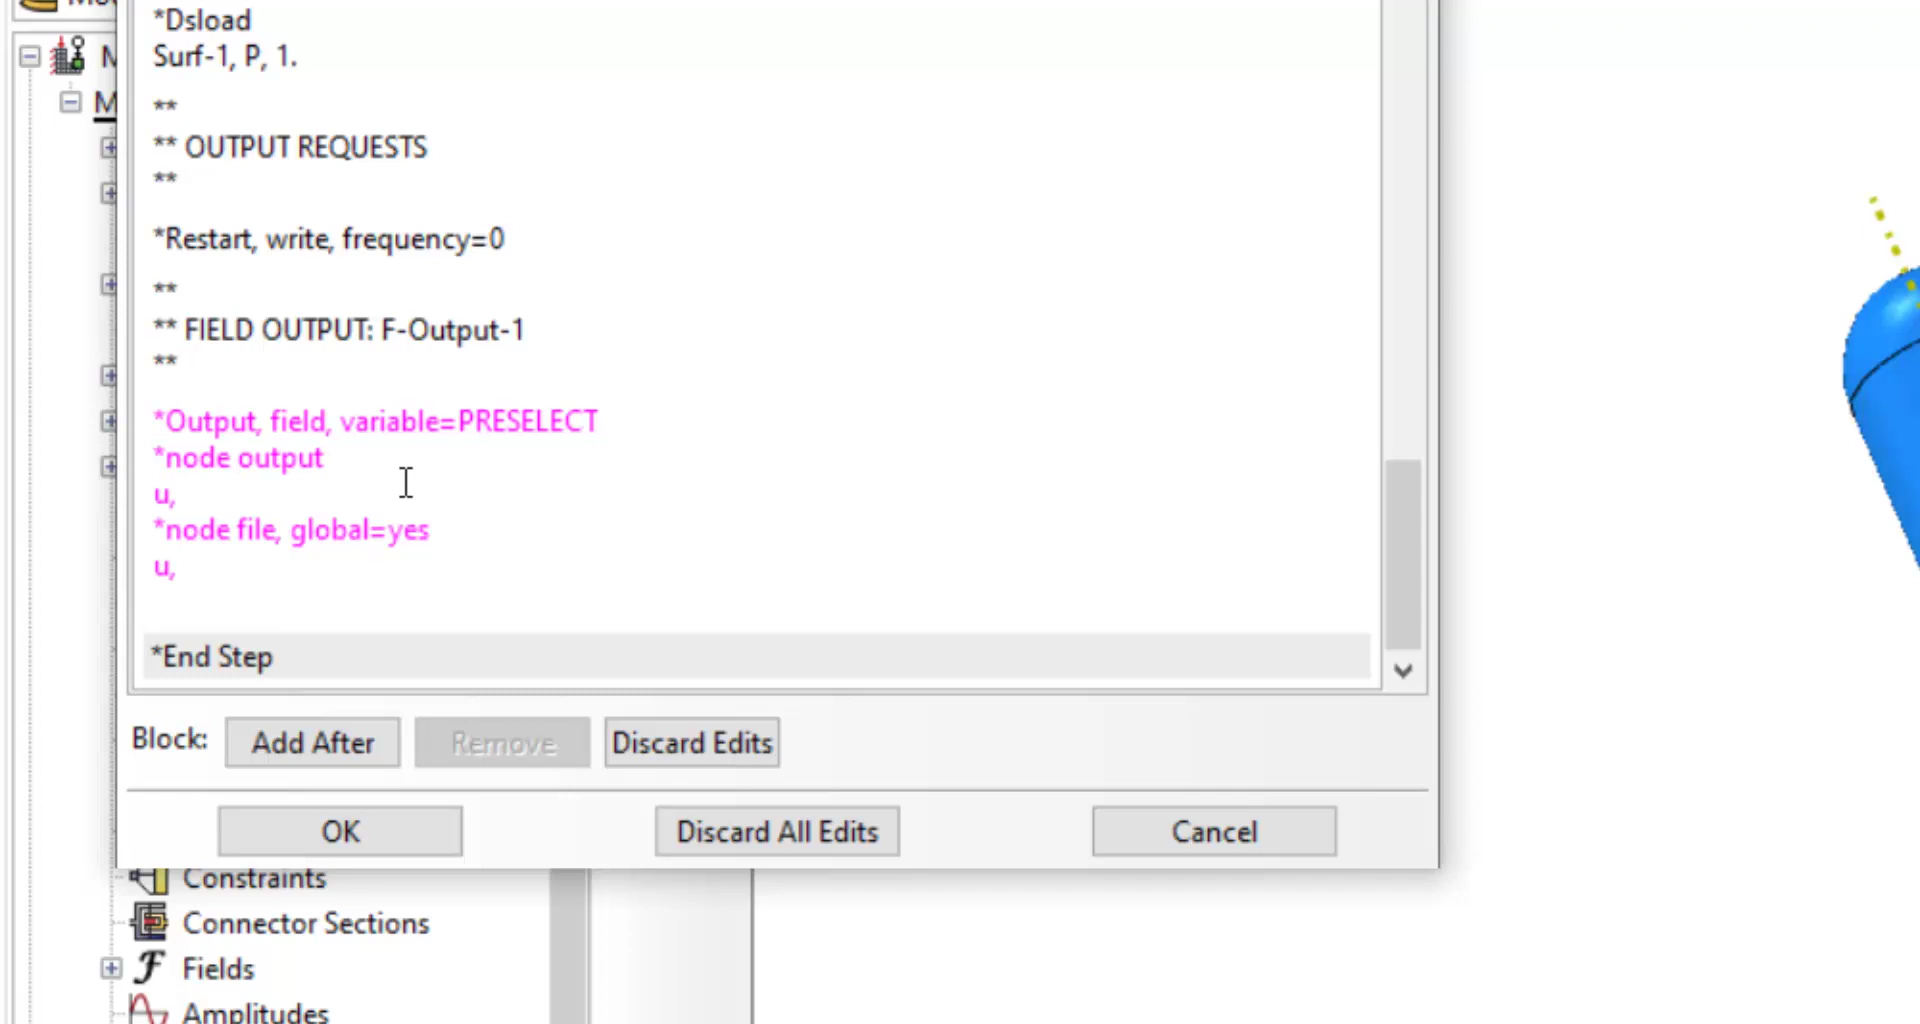 *Dsload
Surf-1, P, 1.
**
** OUTPUT REQUESTS
**
*Restart, write, frequency=0
**
** FIELD OUTPUT: F-Output-1
**
*Output, field, variable=PRESELECT
*node output
u,
*node file, global=yes
u,
*End Step
Block:
Add After
Remove
Discard Edits
OK
Discard All Edits
Cancel
Constraints
Connector Sections
Fields
Amplitudes